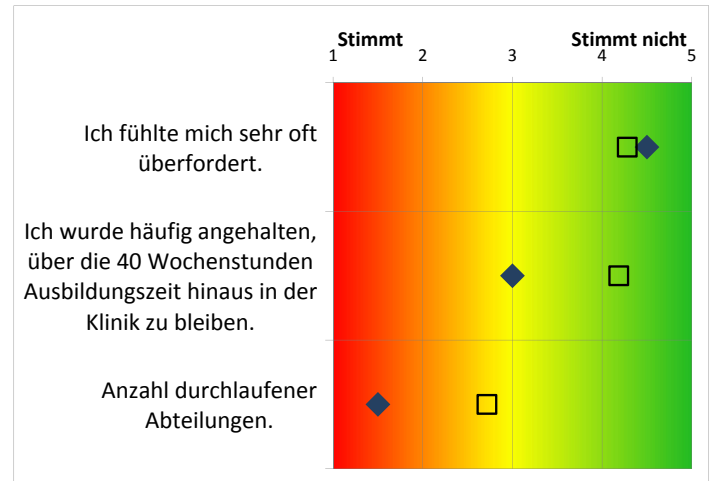 Stimmt Stimmt nicht
1 2 3 4 5
Ich fühlte mich sehr oft
überfordert.
Ich wurde häufig angehalten,
über die 40 Wochenstunden
Ausbildungszeit hinaus in der
Klinik zu bleiben.
Anzahl durchlaufener
Abteilungen.